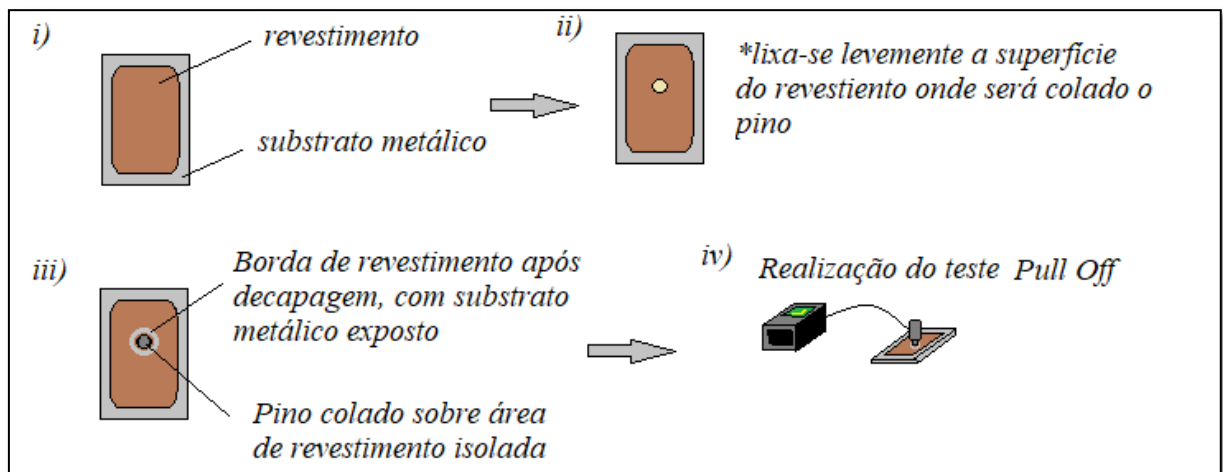 i)
revestimento
substrato metálico
ii)
*lixa-se levemente a superfície
do revestiento onde será colado o
pino
iii)
Borda de revestimento após
decapagem, com substrato
metálico exposto
Pino colado sobre área
de revestimento isolada
iv)
Realização do teste Pull Off